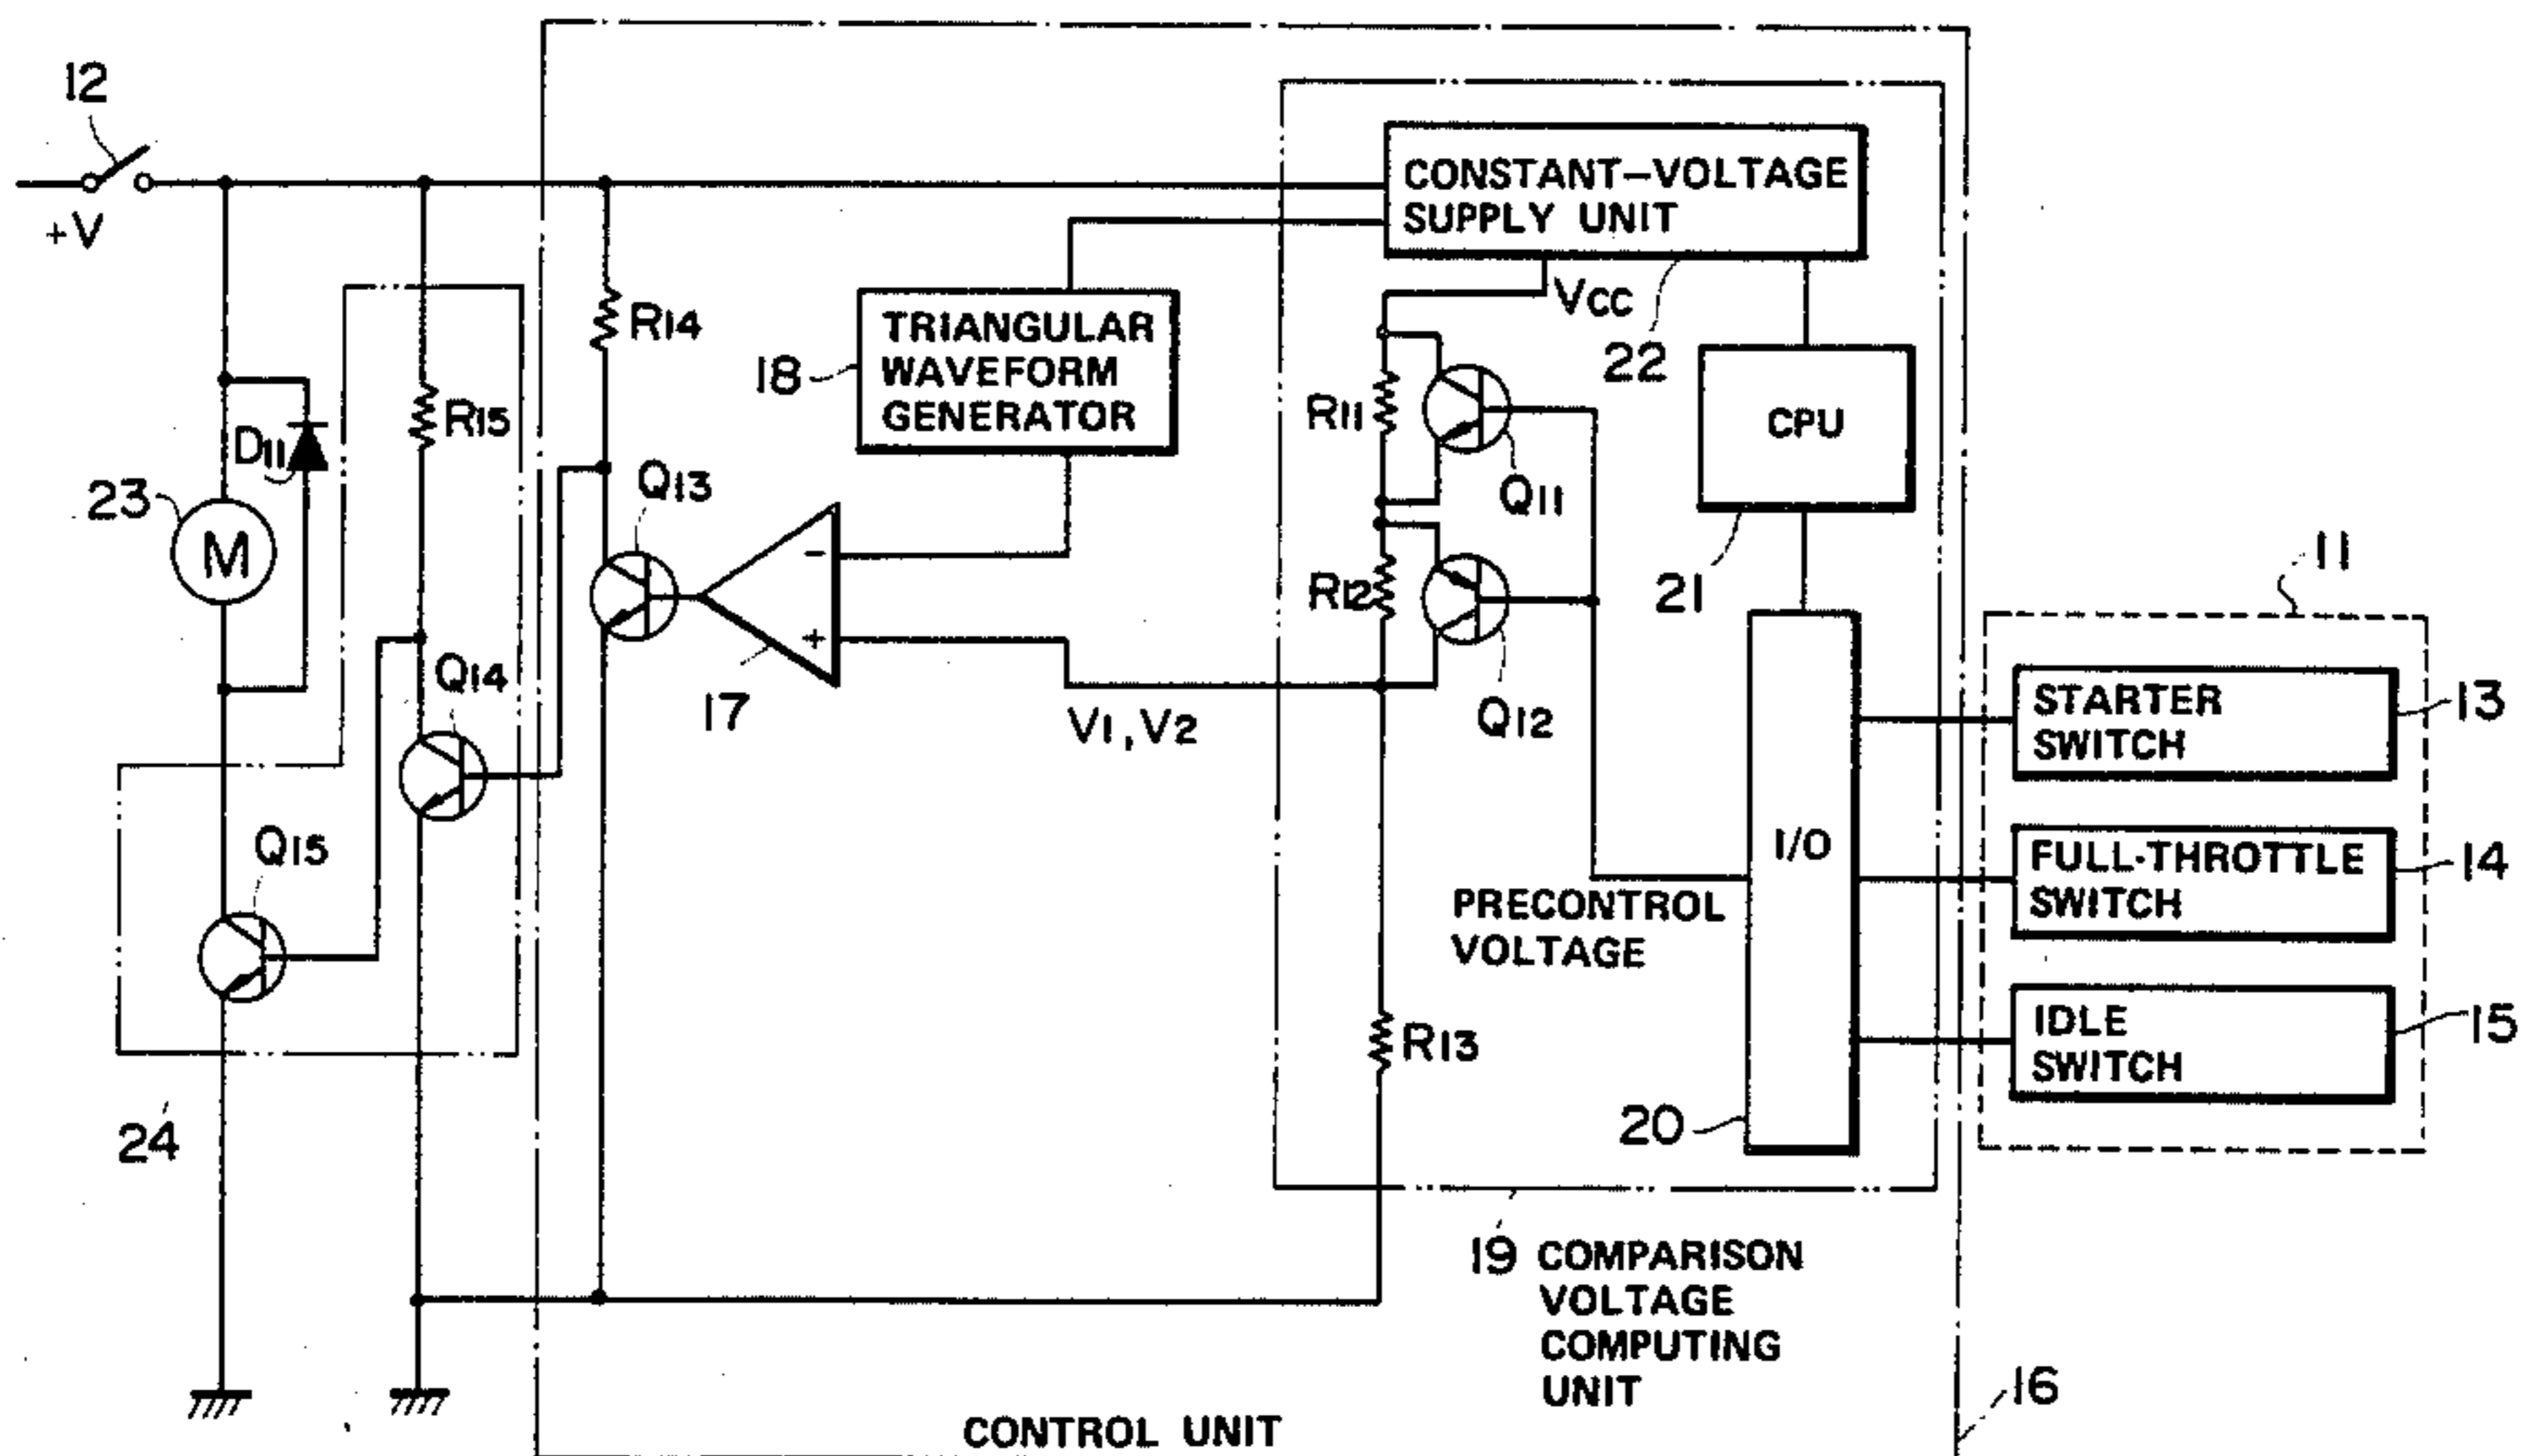 12
+V
CONSTANT-VOLTAGE
SUPPLY UNIT
VCC
22
R14
TRIANGULAR
WAVEFORM
GENERATOR
18
R15
D11
23
M
Q13
R11
Q11
CPU
21
R12
Q12
-
+
17
V1, V2
Q14
Q15
24
PRECONTROL
VOLTAGE
I/O
20
R13
11
STARTER
SWITCH
13
FULL-THROTTLE
SWITCH
14
IDLE
SWITCH
15
19 COMPARISON
VOLTAGE
COMPUTING
UNIT
16
CONTROL UNIT